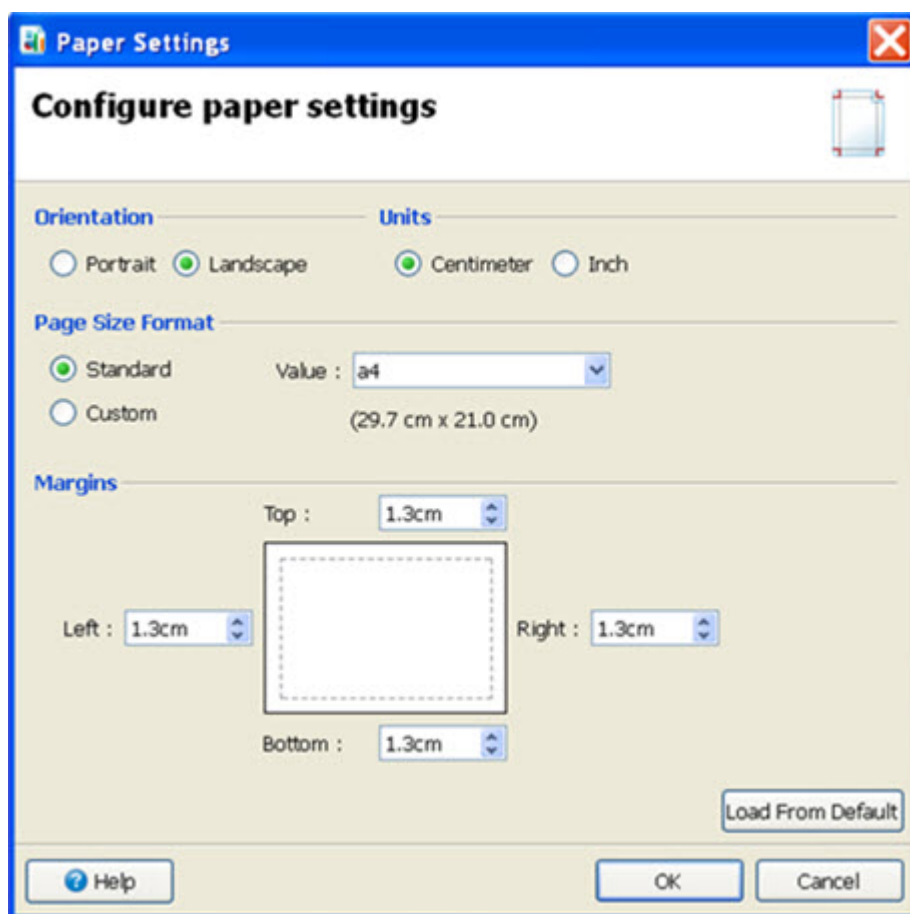 Paper Settings
Configure paper settings
Orientation Units
Portrait Landscape Centimeter Inch
Page Size Format
Standard Value : a4
Custom (29.7 cm x 21.0 cm)
Margins
Top : 1.3cm
Left : 1.3cm Right : 1.3cm
Bottom : 1.3cm
Load From Default
? Help OK Cancel